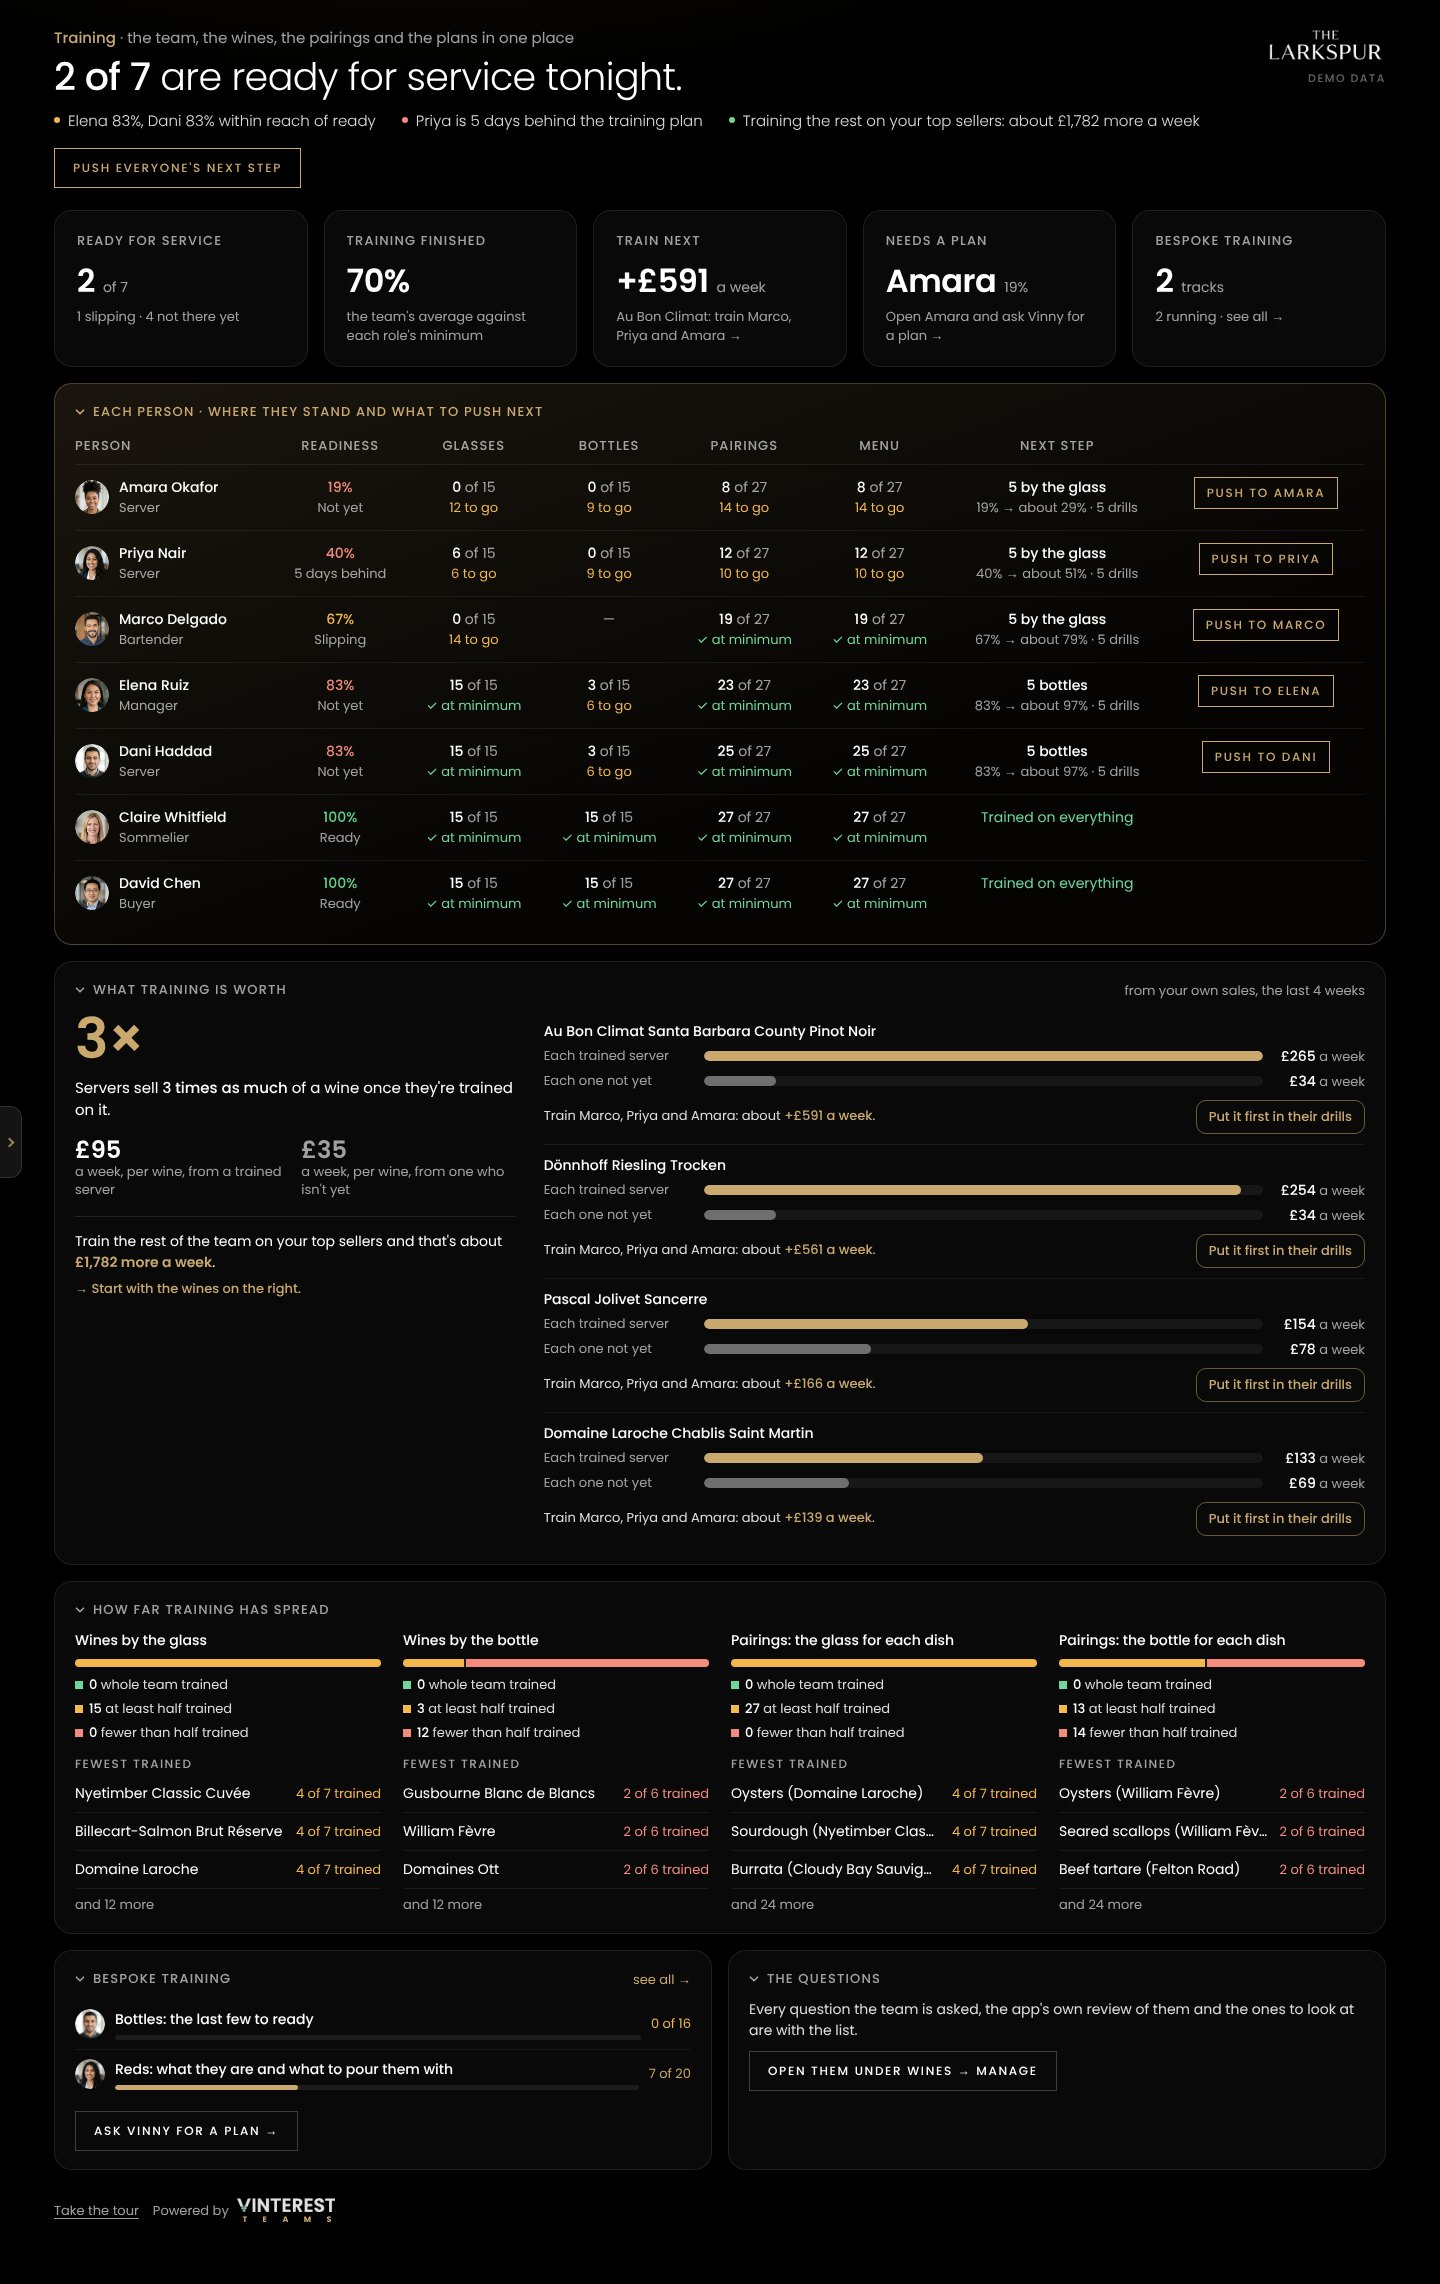 Training · the team, the wines, the pairings and the plans in one place
THE
LARKSPUR
DEMO DATA
2 of 7 are ready for service tonight.
Elena 83%, Dani 83% within reach of ready
Priya is 5 days behind the training plan
Training the rest on your top sellers: about £1,782 more a week
PUSH EVERYONE'S NEXT STEP
READY FOR SERVICE
2 of 7
1 slipping · 4 not there yet
TRAINING FINISHED
70%
the team's average against
each role's minimum
TRAIN NEXT
+£591 a week
Au Bon Climat: train Marco,
Priya and Amara →
NEEDS A PLAN
Amara 19%
Open Amara and ask Vinny for
a plan →
BESPOKE TRAINING
2 tracks
2 running · see all →
EACH PERSON · WHERE THEY STAND AND WHAT TO PUSH NEXT
PERSON READINESS GLASSES BOTTLES PAIRINGS MENU NEXT STEP
Amara Okafor 19% 0 of 15 0 of 15 8 of 27 8 of 27 5 by the glass PUSH TO AMARA
Server Not yet 12 to go 9 to go 14 to go 14 to go 19% → about 29% · 5 drills
Priya Nair 40% 6 of 15 0 of 15 12 of 27 12 of 27 5 by the glass PUSH TO PRIYA
Server 5 days behind 6 to go 9 to go 10 to go 10 to go 40% → about 51% · 5 drills
Marco Delgado 67% 0 of 15 — 19 of 27 19 of 27 5 by the glass PUSH TO MARCO
Bartender Slipping 14 to go ✓ at minimum ✓ at minimum 67% → about 79% · 5 drills
Elena Ruiz 83% 15 of 15 3 of 15 23 of 27 23 of 27 5 bottles PUSH TO ELENA
Manager Not yet ✓ at minimum 6 to go ✓ at minimum ✓ at minimum 83% → about 97% · 5 drills
Dani Haddad 83% 15 of 15 3 of 15 25 of 27 25 of 27 5 bottles PUSH TO DANI
Server Not yet ✓ at minimum 6 to go ✓ at minimum ✓ at minimum 83% → about 97% · 5 drills
Claire Whitfield 100% 15 of 15 15 of 15 27 of 27 27 of 27 Trained on everything
Sommelier Ready ✓ at minimum ✓ at minimum ✓ at minimum ✓ at minimum
David Chen 100% 15 of 15 15 of 15 27 of 27 27 of 27 Trained on everything
Buyer Ready ✓ at minimum ✓ at minimum ✓ at minimum ✓ at minimum
WHAT TRAINING IS WORTH
from your own sales, the last 4 weeks
3×
Servers sell 3 times as much of a wine once they're trained
on it.
£95
a week, per wine, from a trained
server
£35
a week, per wine, from one who
isn't yet
Train the rest of the team on your top sellers and that's about
£1,782 more a week.
→ Start with the wines on the right.
Au Bon Climat Santa Barbara County Pinot Noir
Each trained server £265 a week
Each one not yet £34 a week
Train Marco, Priya and Amara: about +£591 a week. Put it first in their drills
Dönnhoff Riesling Trocken
Each trained server £254 a week
Each one not yet £34 a week
Train Marco, Priya and Amara: about +£561 a week. Put it first in their drills
Pascal Jolivet Sancerre
Each trained server £154 a week
Each one not yet £78 a week
Train Marco, Priya and Amara: about +£166 a week. Put it first in their drills
Domaine Laroche Chablis Saint Martin
Each trained server £133 a week
Each one not yet £69 a week
Train Marco, Priya and Amara: about +£139 a week. Put it first in their drills
HOW FAR TRAINING HAS SPREAD
Wines by the glass
0 whole team trained
15 at least half trained
0 fewer than half trained
FEWEST TRAINED
Nyetimber Classic Cuvée 4 of 7 trained
Billecart-Salmon Brut Réserve 4 of 7 trained
Domaine Laroche 4 of 7 trained
and 12 more
Wines by the bottle
0 whole team trained
3 at least half trained
12 fewer than half trained
FEWEST TRAINED
Gusbourne Blanc de Blancs 2 of 6 trained
William Fèvre 2 of 6 trained
Domaines Ott 2 of 6 trained
and 12 more
Pairings: the glass for each dish
0 whole team trained
27 at least half trained
0 fewer than half trained
FEWEST TRAINED
Oysters (Domaine Laroche) 4 of 7 trained
Sourdough (Nyetimber Clas… 4 of 7 trained
Burrata (Cloudy Bay Sauvig… 4 of 7 trained
and 24 more
Pairings: the bottle for each dish
0 whole team trained
13 at least half trained
14 fewer than half trained
FEWEST TRAINED
Oysters (William Fèvre) 2 of 6 trained
Seared scallops (William Fèv… 2 of 6 trained
Beef tartare (Felton Road) 2 of 6 trained
and 24 more
BESPOKE TRAINING
see all →
Bottles: the last few to ready 0 of 16
Reds: what they are and what to pour them with 7 of 20
ASK VINNY FOR A PLAN →
THE QUESTIONS
Every question the team is asked, the app's own review of them and the ones to look at
are with the list.
OPEN THEM UNDER WINES → MANAGE
Take the tour Powered by VINTEREST
TEAMS